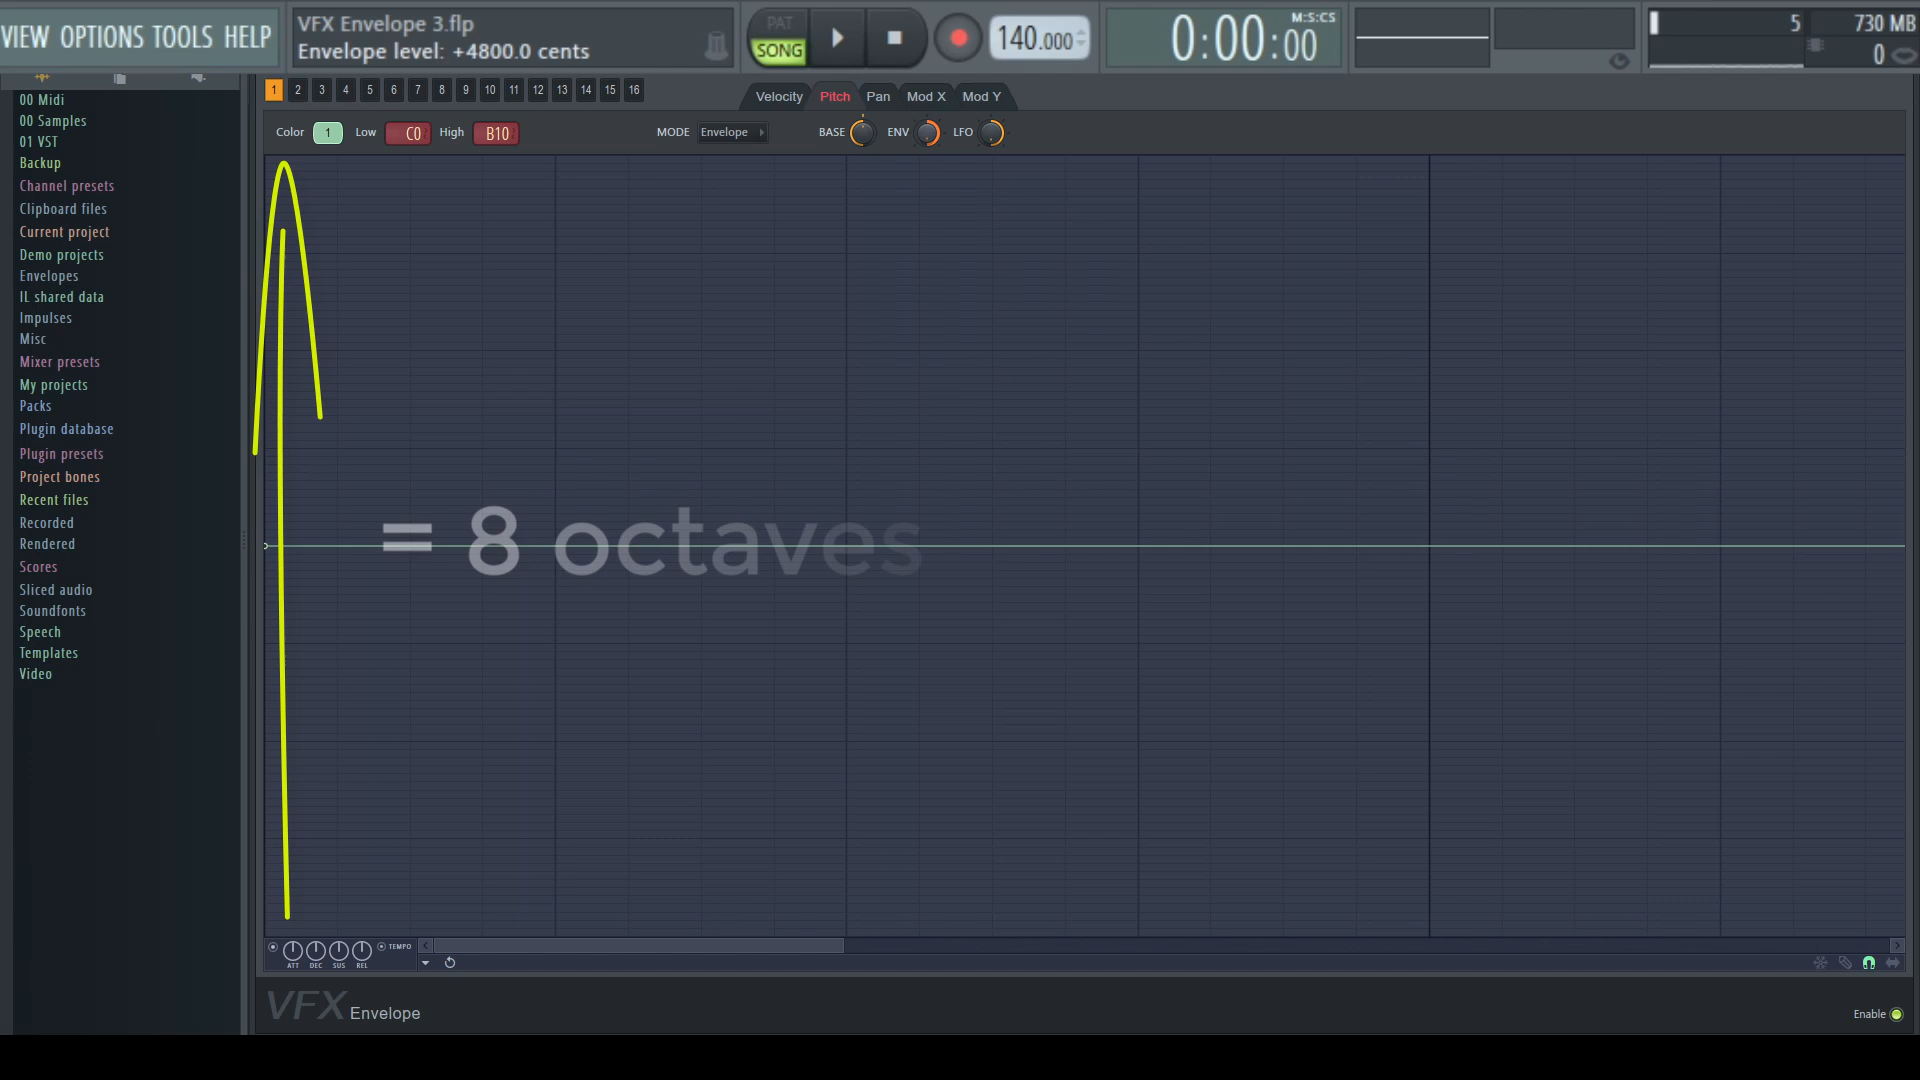 VIEW OPTIONS TOOLS HELP
VFX Envelope 3.flp
Envelope level: +4800.0 cents
PAT
SONG
140.000
M:S:CS
0:00:00
5
730 MB
0
00 Midi
00 Samples
01 VST
Backup
Channel presets
Clipboard files
Current project
Demo projects
Envelopes
IL shared data
Impulses
Misc
Mixer presets
My projects
Packs
Plugin database
Plugin presets
Project bones
Recent files
Recorded
Rendered
Scores
Sliced audio
Soundfonts
Speech
Templates
Video
1 2 3 4 5 6 7 8 9 10 11 12 13 14 15 16
Velocity Pitch Pan Mod X Mod Y
Color 1 Low C0 High B10 MODE Envelope BASE ENV LFO
= 8 octaves
ATT DEC SUS REL TEMPO
VFX Envelope
Enable